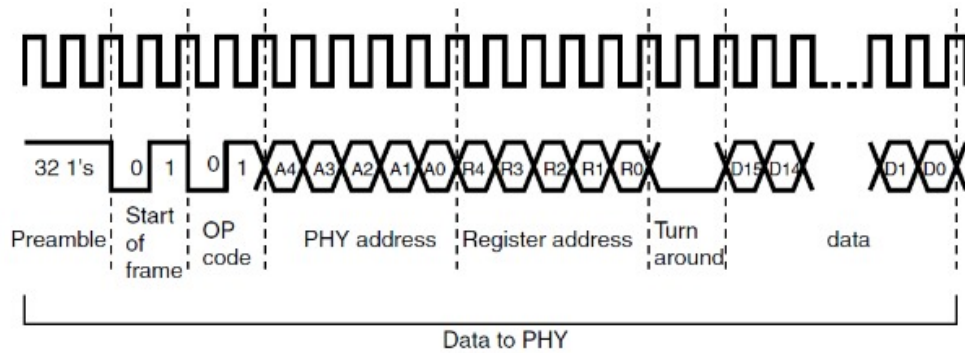 32 1's 0 1 0 1 A4 A3 A2 A1 A0 R4 R3 R2 R1 R0 D15 D14 D1 D0
Preamble
Start
of
frame
OP
code
PHY address
Register address
Turn
around
data
Data to PHY